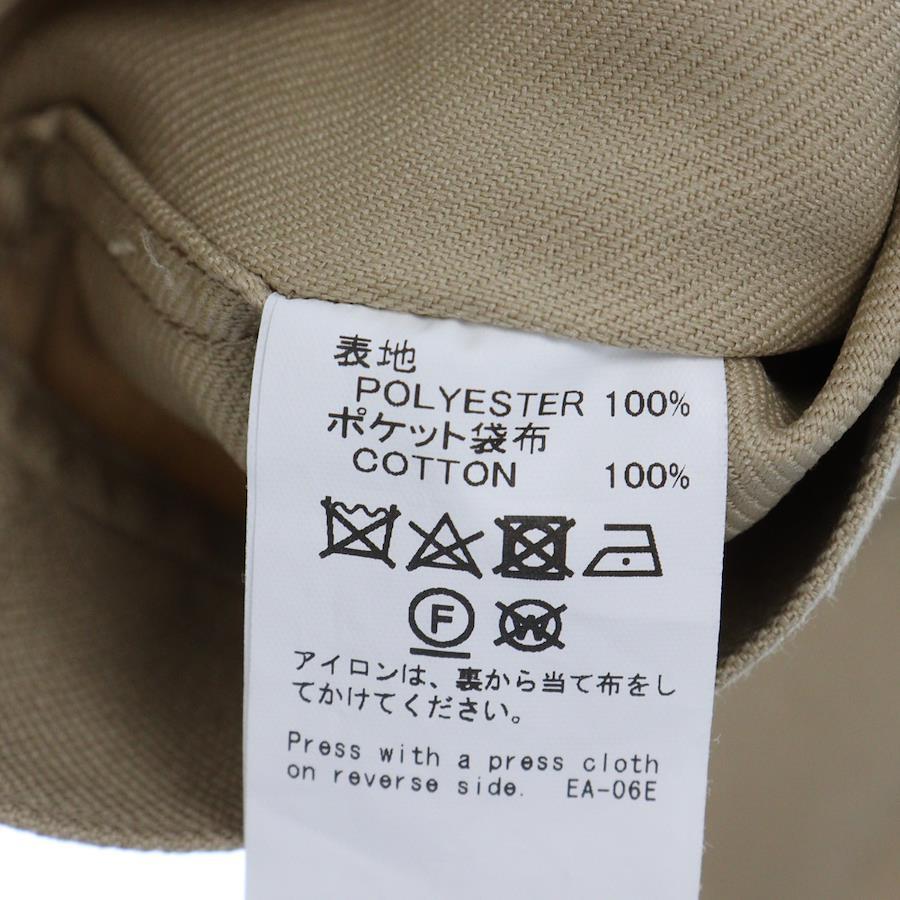 表地
POLYESTER 100%
ポケット袋布
COTTON 100%
F W
アイロンは、裏から当て布をし
てかけてください。
Press with a press cloth
on reverse side. EA-06E